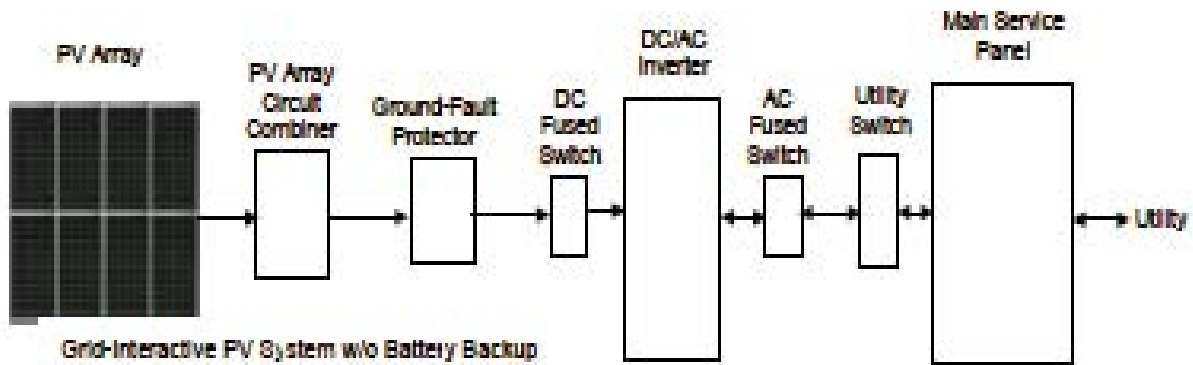 PV Array
PV Array
Circuit
Combiner
Ground-Fault
Protector
DC
Fused
Switch
DC/AC
Inverter
AC
Fused
Switch
Utility
Switch
Main Service
Panel
Utility
Grid-Interactive PV System w/o Battery Backup